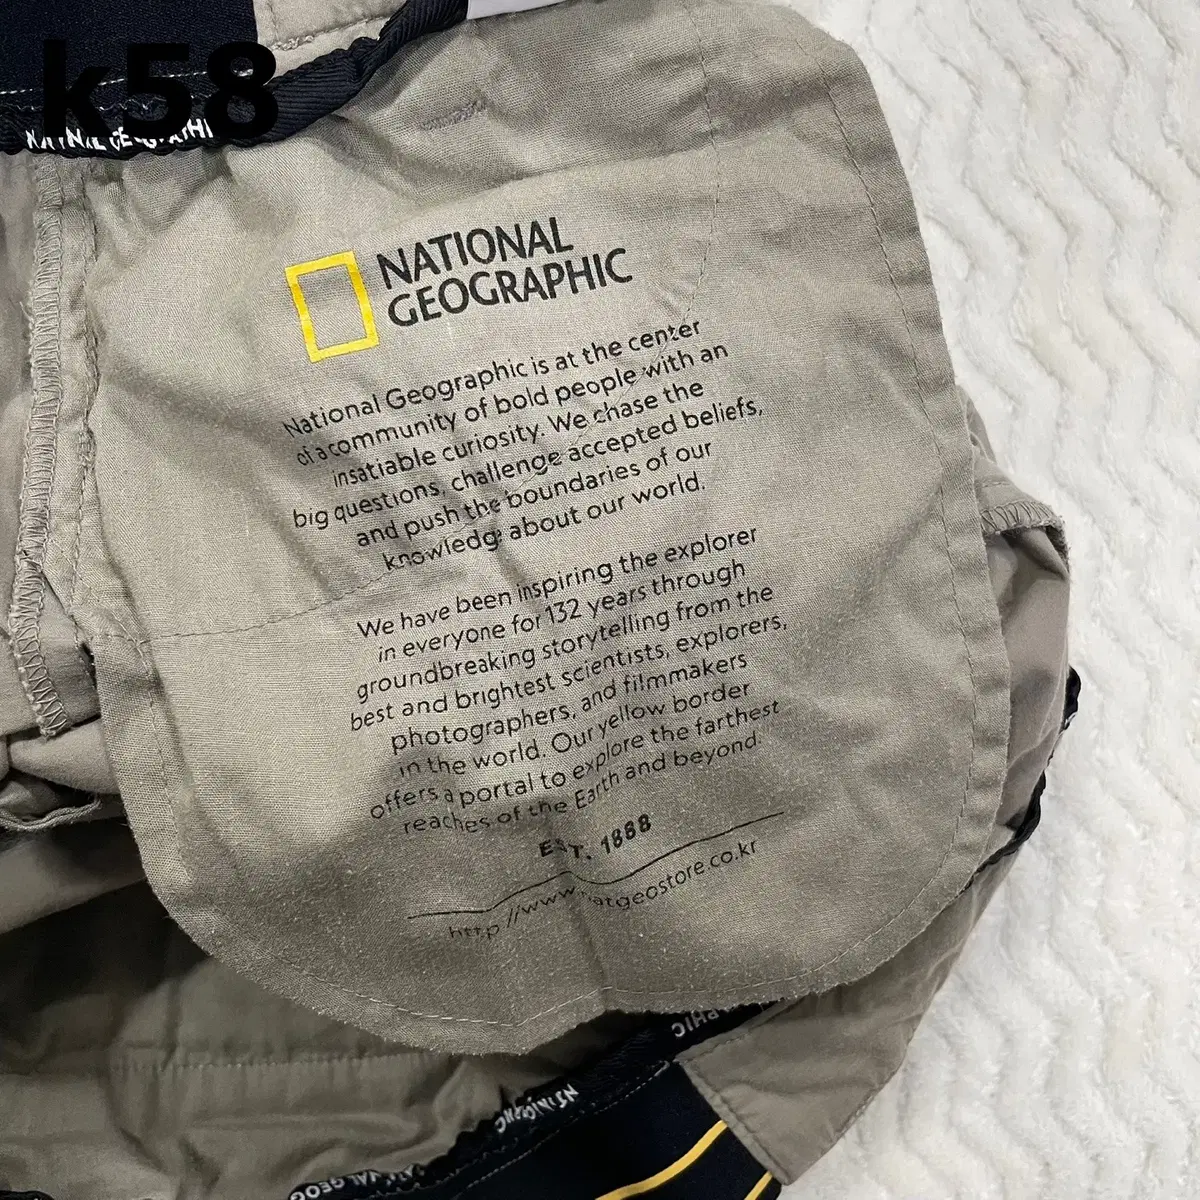 k58
NATIONAL
GEOGRAPHIC
National Geographic is at the center
of a community of bold people with an
insatiable curiosity. We chase the
big questions, challenge accepted beliefs,
and push the boundaries of our
knowledge about our world.
We have been inspiring the explorer
in everyone for 132 years through
groundbreaking storytelling from the
best and brightest scientists, explorers,
photographers, and filmmakers
in the world. Our yellow border
offers a portal to explore the farthest
reaches of the Earth and beyond.
EST. 1888
http://www.natgeostore.co.kr